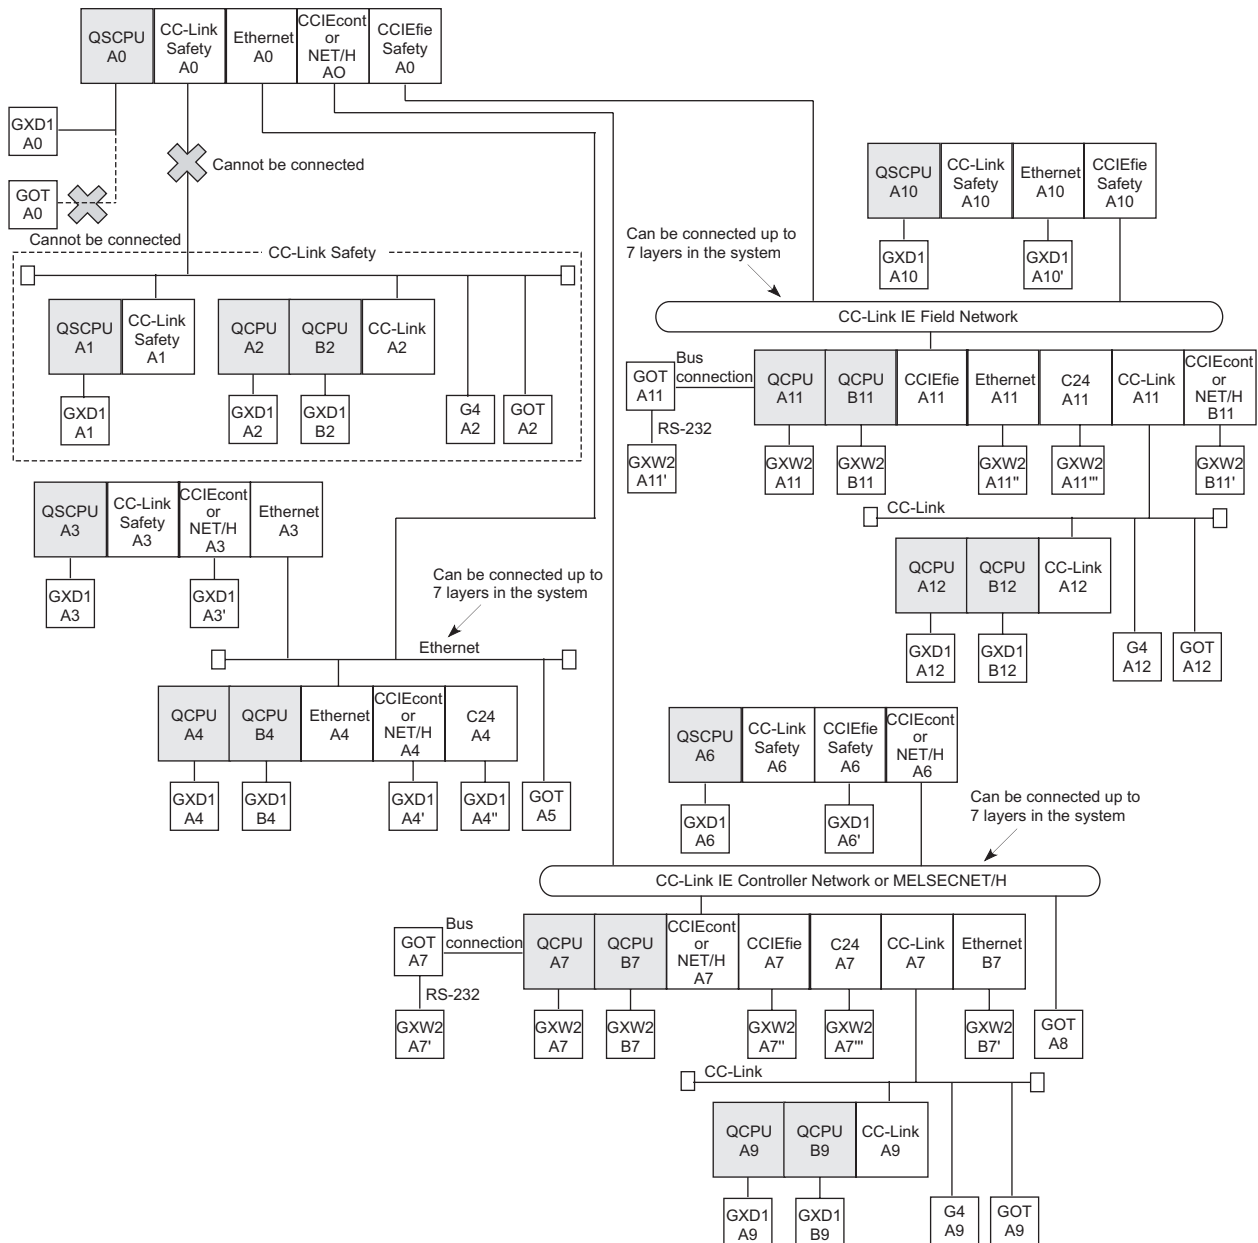 QSCPU
A0
CC-Link
Safety
A0
Ethernet
A0
CCIEcont
or
NET/H
AO
CCIEfie
Safety
A0
GXD1
A0
GOT
A0
Cannot be connected
Cannot be connected
CC-Link Safety
QSCPU
A1
CC-Link
Safety
A1
QCPU
A2
QCPU
B2
CC-Link
A2
GXD1
A1
GXD1
A2
GXD1
B2
G4
A2
GOT
A2
QSCPU
A10
CC-Link
Safety
A10
Ethernet
A10
CCIEfie
Safety
A10
GXD1
A10
GXD1
A10'
Can be connected up to
7 layers in the system
CC-Link IE Field Network
GOT
A11
Bus
connection
RS-232
GXW2
A11'
QCPU
A11
QCPU
B11
CCIEfie
A11
Ethernet
A11
C24
A11
CC-Link
A11
CCIEcont
or
NET/H
B11
GXW2
A11
GXW2
B11
GXW2
A11"
GXW2
A11'"
GXW2
B11'
CC-Link
QCPU
A12
QCPU
B12
CC-Link
A12
GXD1
A12
GXD1
B12
G4
A12
GOT
A12
QSCPU
A3
CC-Link
Safety
A3
CCIEcont
or
NET/H
A3
Ethernet
A3
GXD1
A3
GXD1
A3'
Can be connected up to
7 layers in the system
Ethernet
QCPU
A4
QCPU
B4
Ethernet
A4
CCIEcont
or
NET/H
A4
C24
A4
GXD1
A4
GXD1
B4
GXD1
A4'
GXD1
A4"
GOT
A5
QSCPU
A6
CC-Link
Safety
A6
CCIEfie
Safety
A6
CCIEcont
or
NET/H
A6
GXD1
A6
GXD1
A6'
Can be connected up to
7 layers in the system
CC-Link IE Controller Network or MELSECNET/H
GOT
A7
Bus
connection
RS-232
GXW2
A7'
QCPU
A7
QCPU
B7
CCIEcont
or
NET/H
A7
CCIEfie
A7
C24
A7
CC-Link
A7
Ethernet
B7
GXW2
A7
GXW2
B7
GXW2
A7"
GXW2
A7'"
GXW2
B7'
GOT
A8
CC-Link
QCPU
A9
QCPU
B9
CC-Link
A9
GXD1
A9
GXD1
B9
G4
A9
GOT
A9